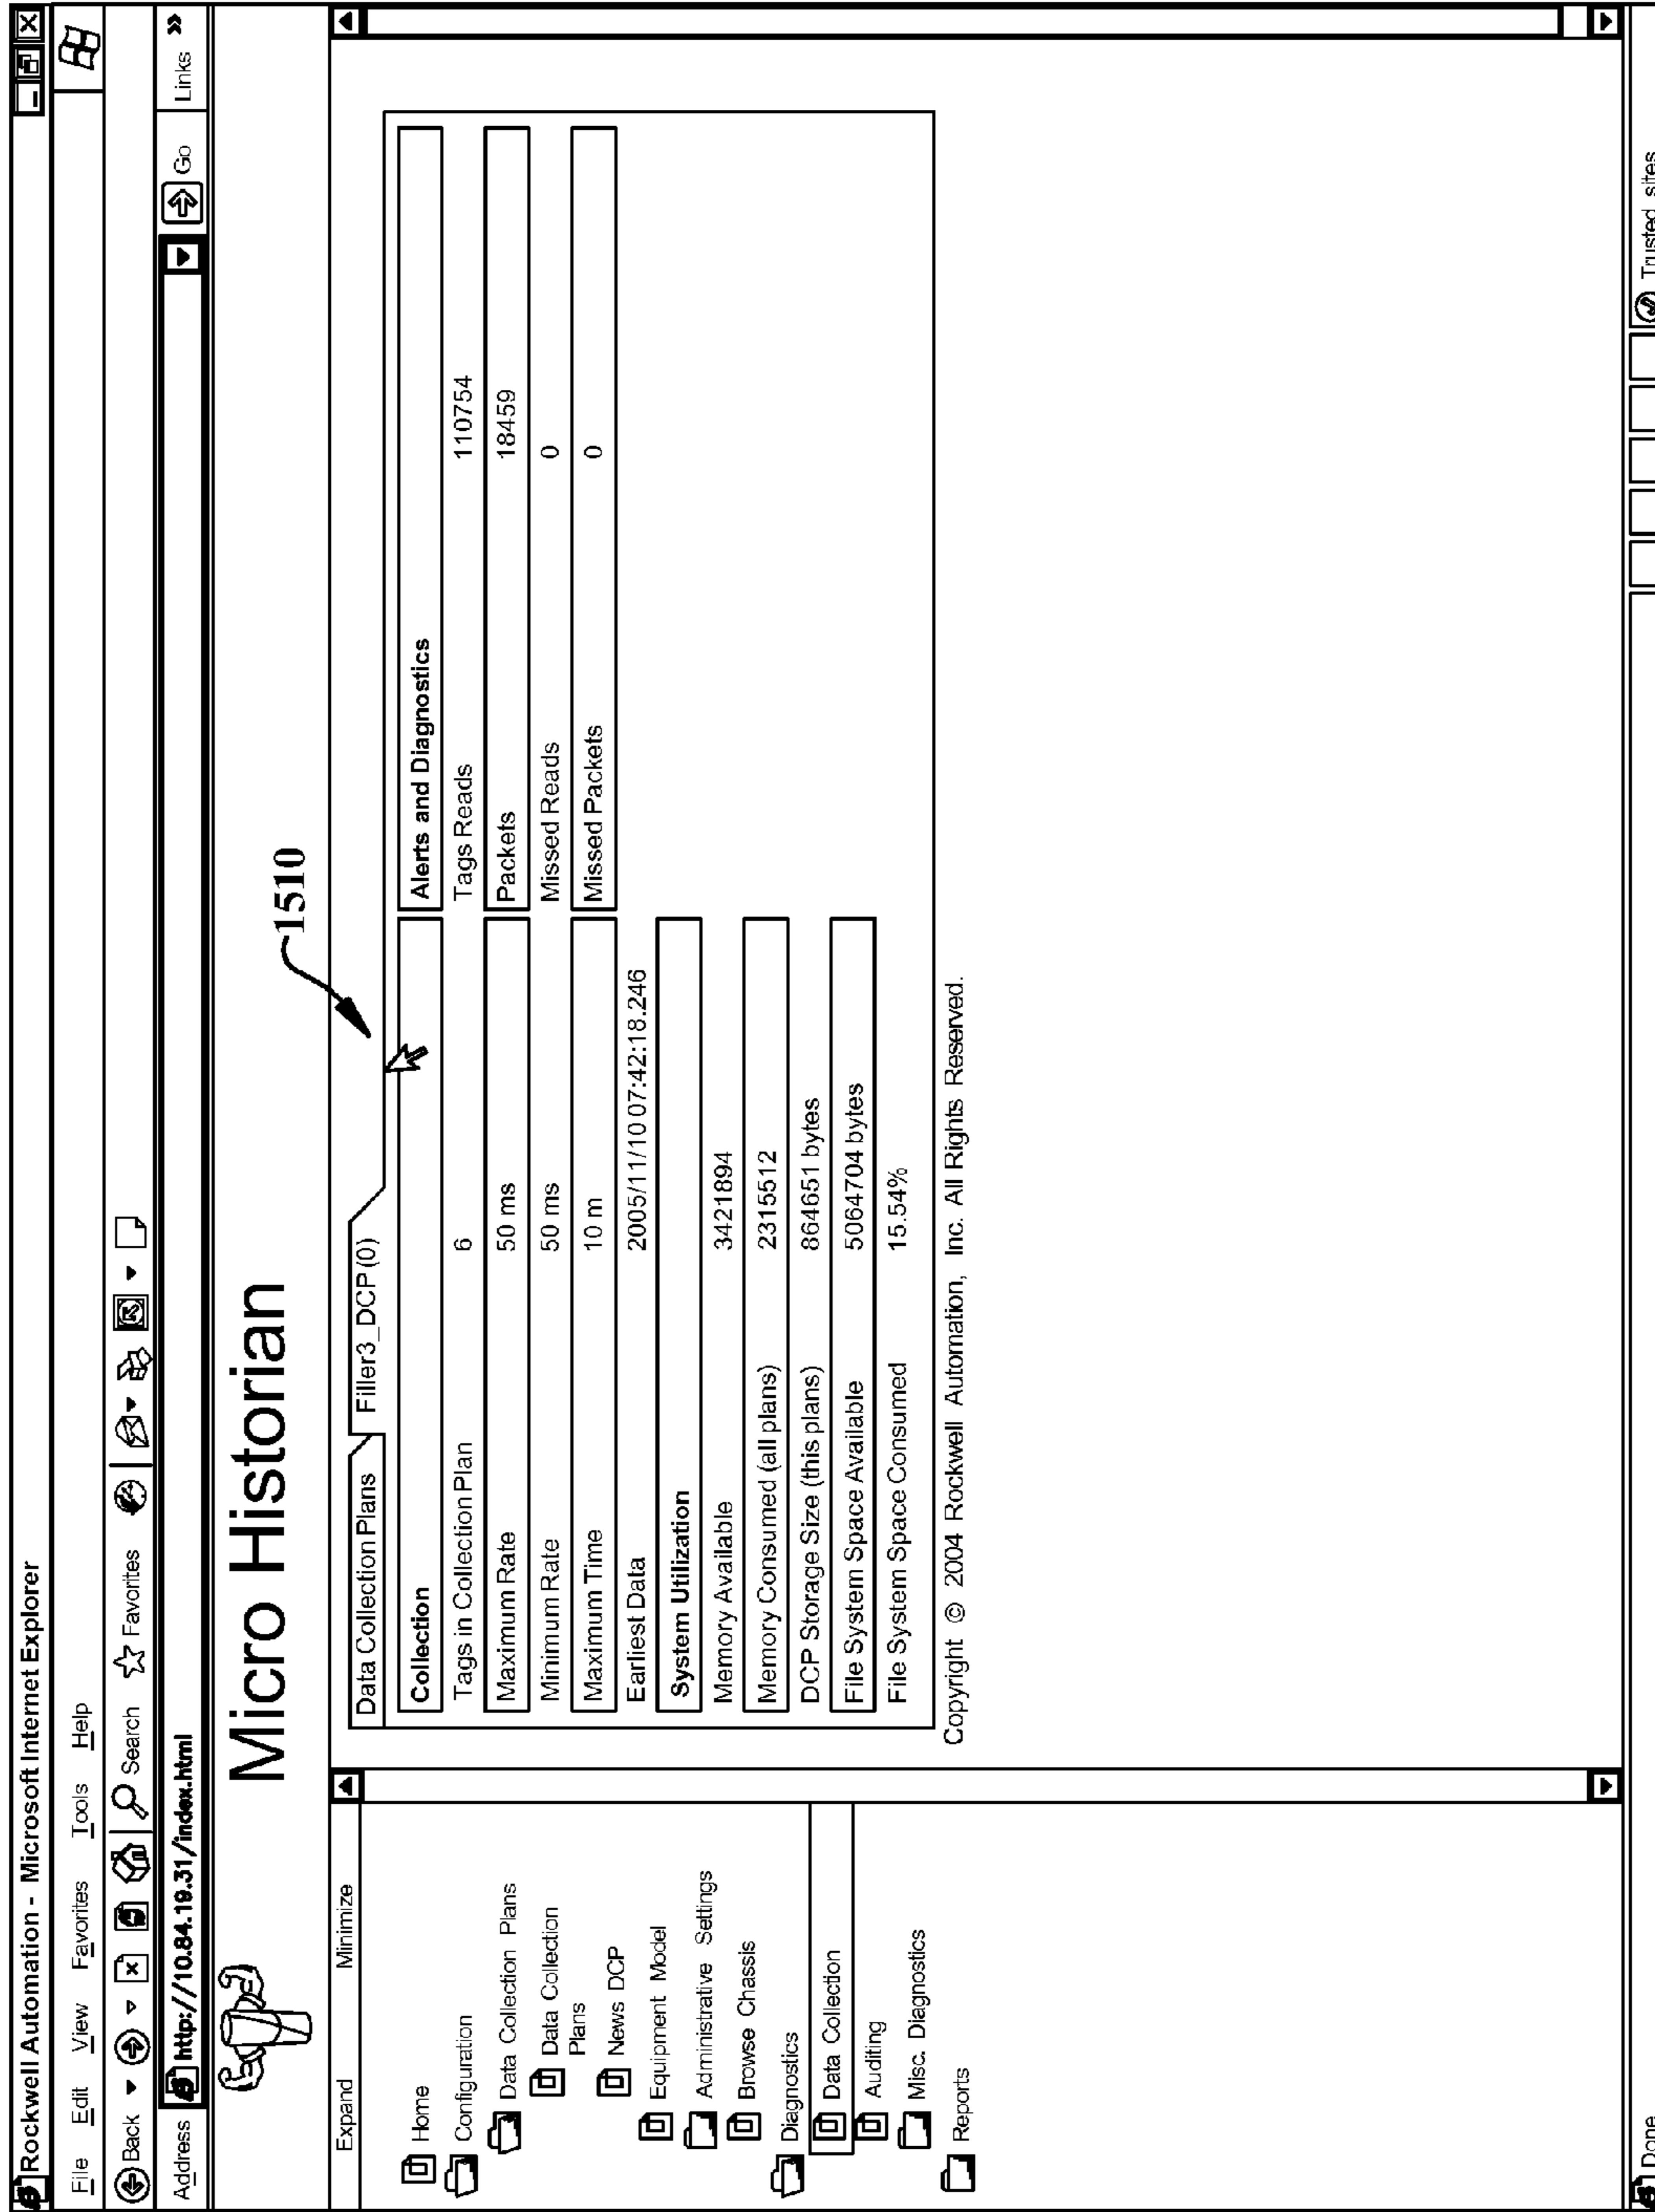 Rockwell Automation - Microsoft Internet Explorer
File Edit View Favorites Tools Help
Back Search Favorites
Address http://10.84.19.31/index.html Go Links »
Micro Historian
1510
Expand Minimize
Home
Configuration
Data Collection Plans
Data Collection
Plans
News DCP
Equipment Model
Administrative Settings
Browse Chassis
Diagnostics
Data Collection
Auditing
Misc. Diagnostics
Reports
Data Collection Plans Filler3_DCP(0)
Collection
Tags in Collection Plan 6
Maximum Rate 50 ms
Minimum Rate 50 ms
Maximum Time 10 m
Earliest Data 2005/11/10 07:42:18.246
System Utilization
Memory Available 3421894
Memory Consumed (all plans) 2315512
DCP Storage Size (this plans) 864651 bytes
File System Space Available 5064704 bytes
File System Space Consumed 15.54%
Alerts and Diagnostics
Tags Reads 110754
Packets 18459
Missed Reads 0
Missed Packets 0
Copyright © 2004 Rockwell Automation, Inc. All Rights Reserved.
Done Trusted sites